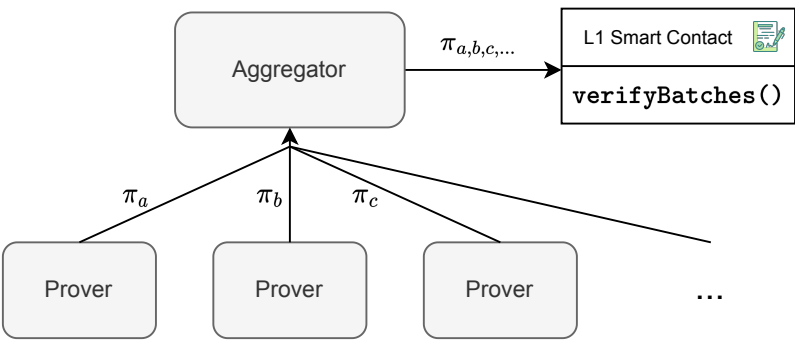 Aggregator
π_{a,b,c,...}
L1 Smart Contact
verifyBatches()
π_a
π_b
π_c
Prover
Prover
Prover
...